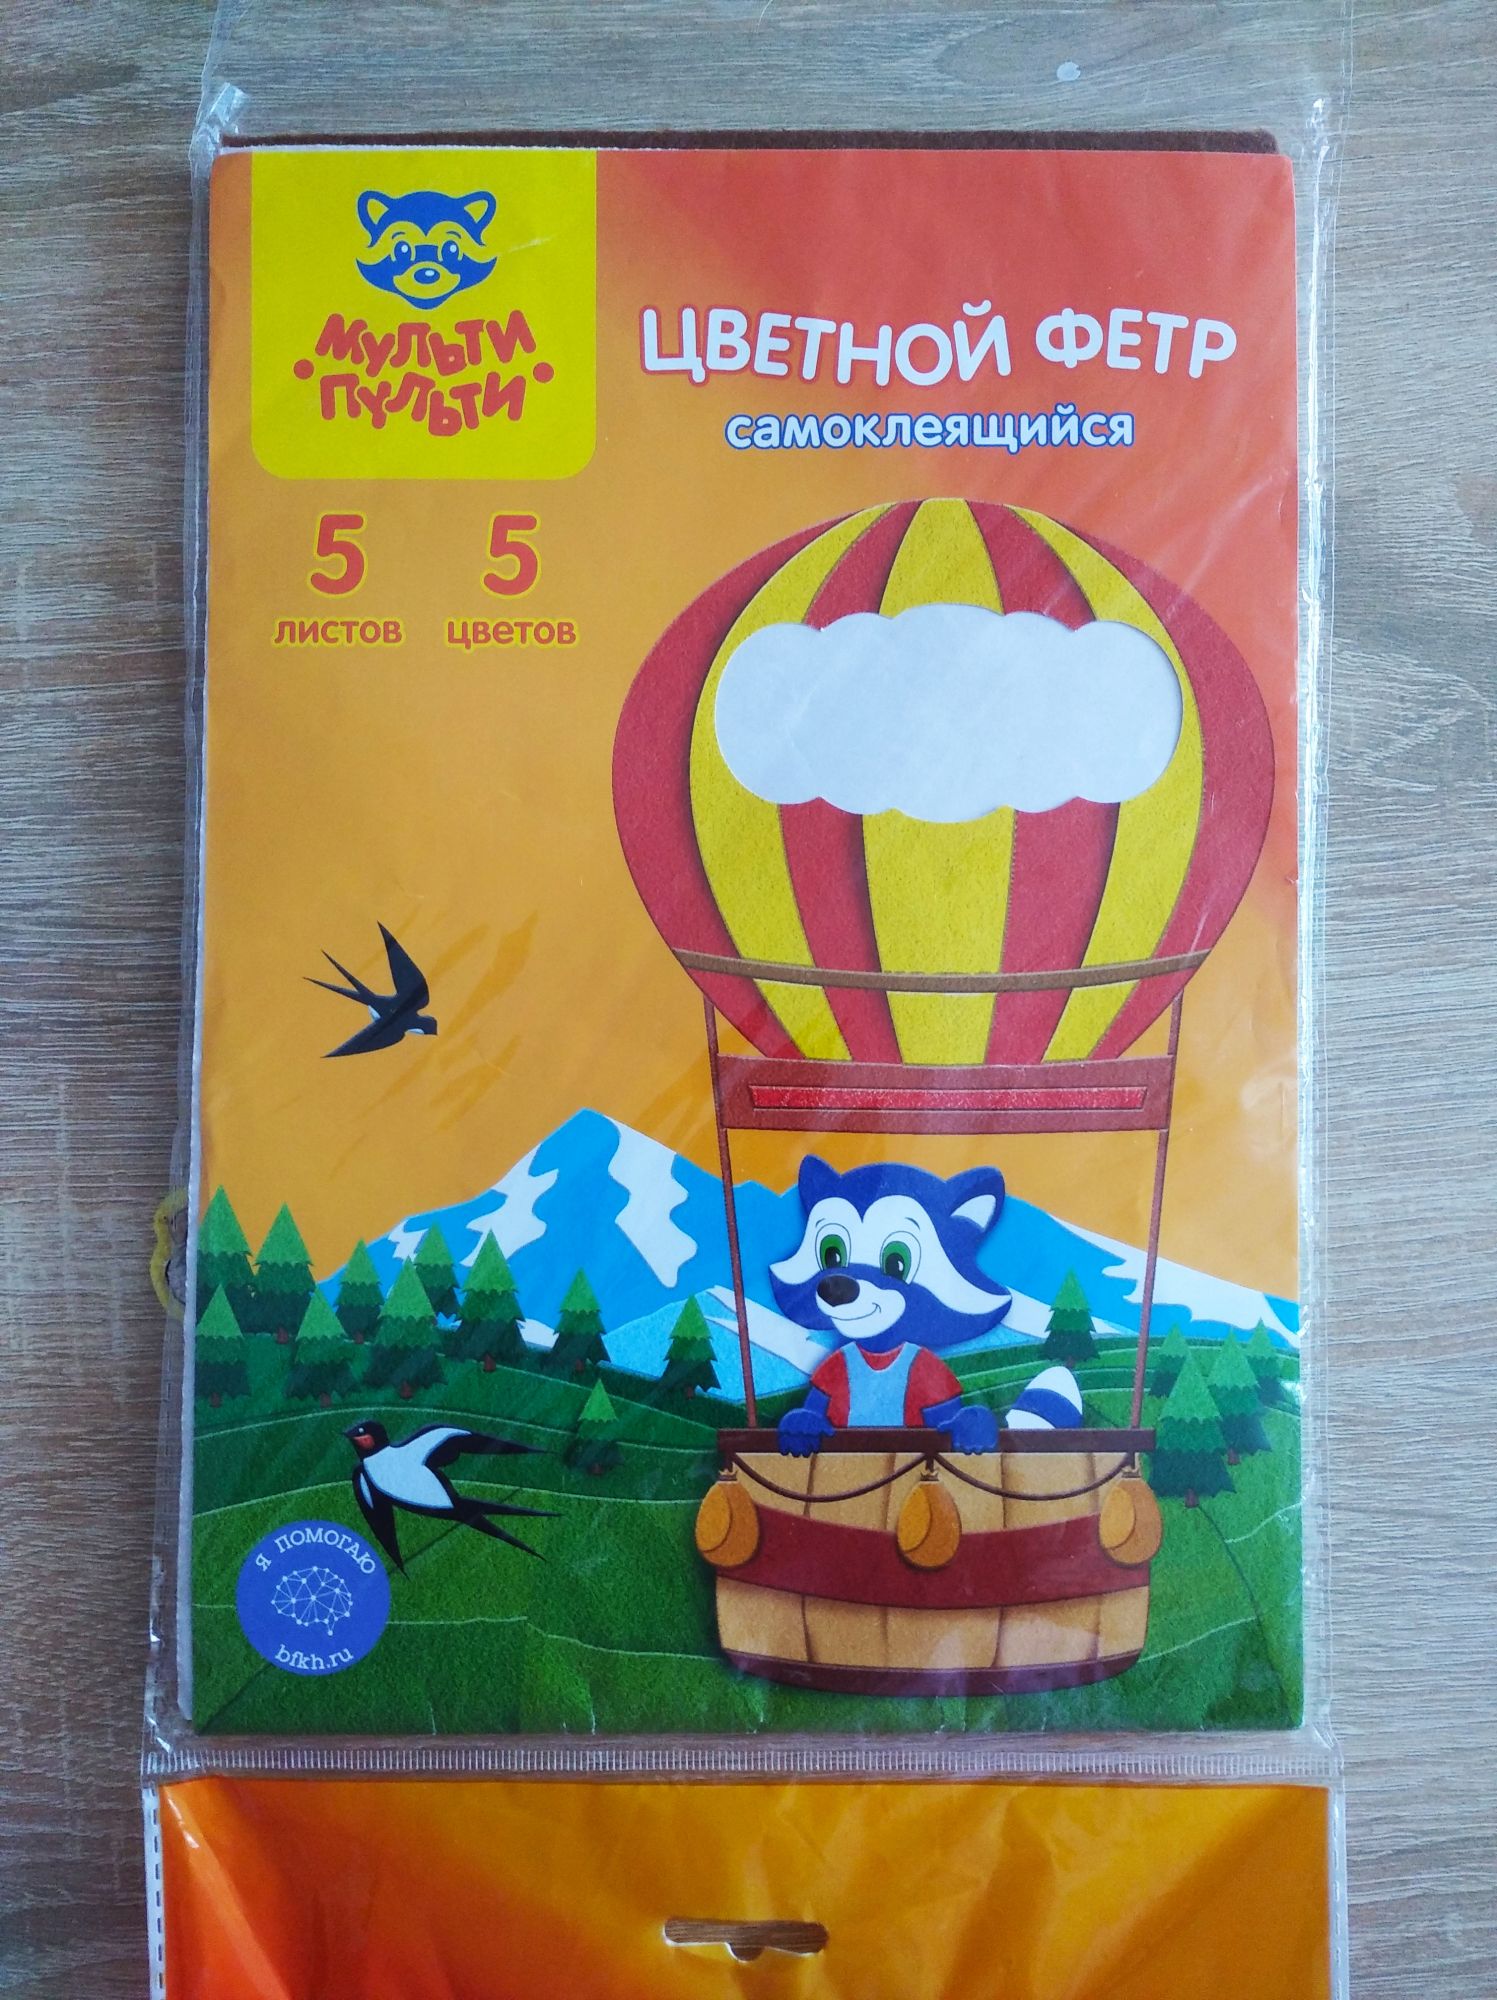 МУЛЬТИ
ПУЛЬТИ
ЦВЕТНОЙ ФЕТР
самоклеящийся
5 5
листов цветов
Я ПОМОГАЮ
bfkh.ru